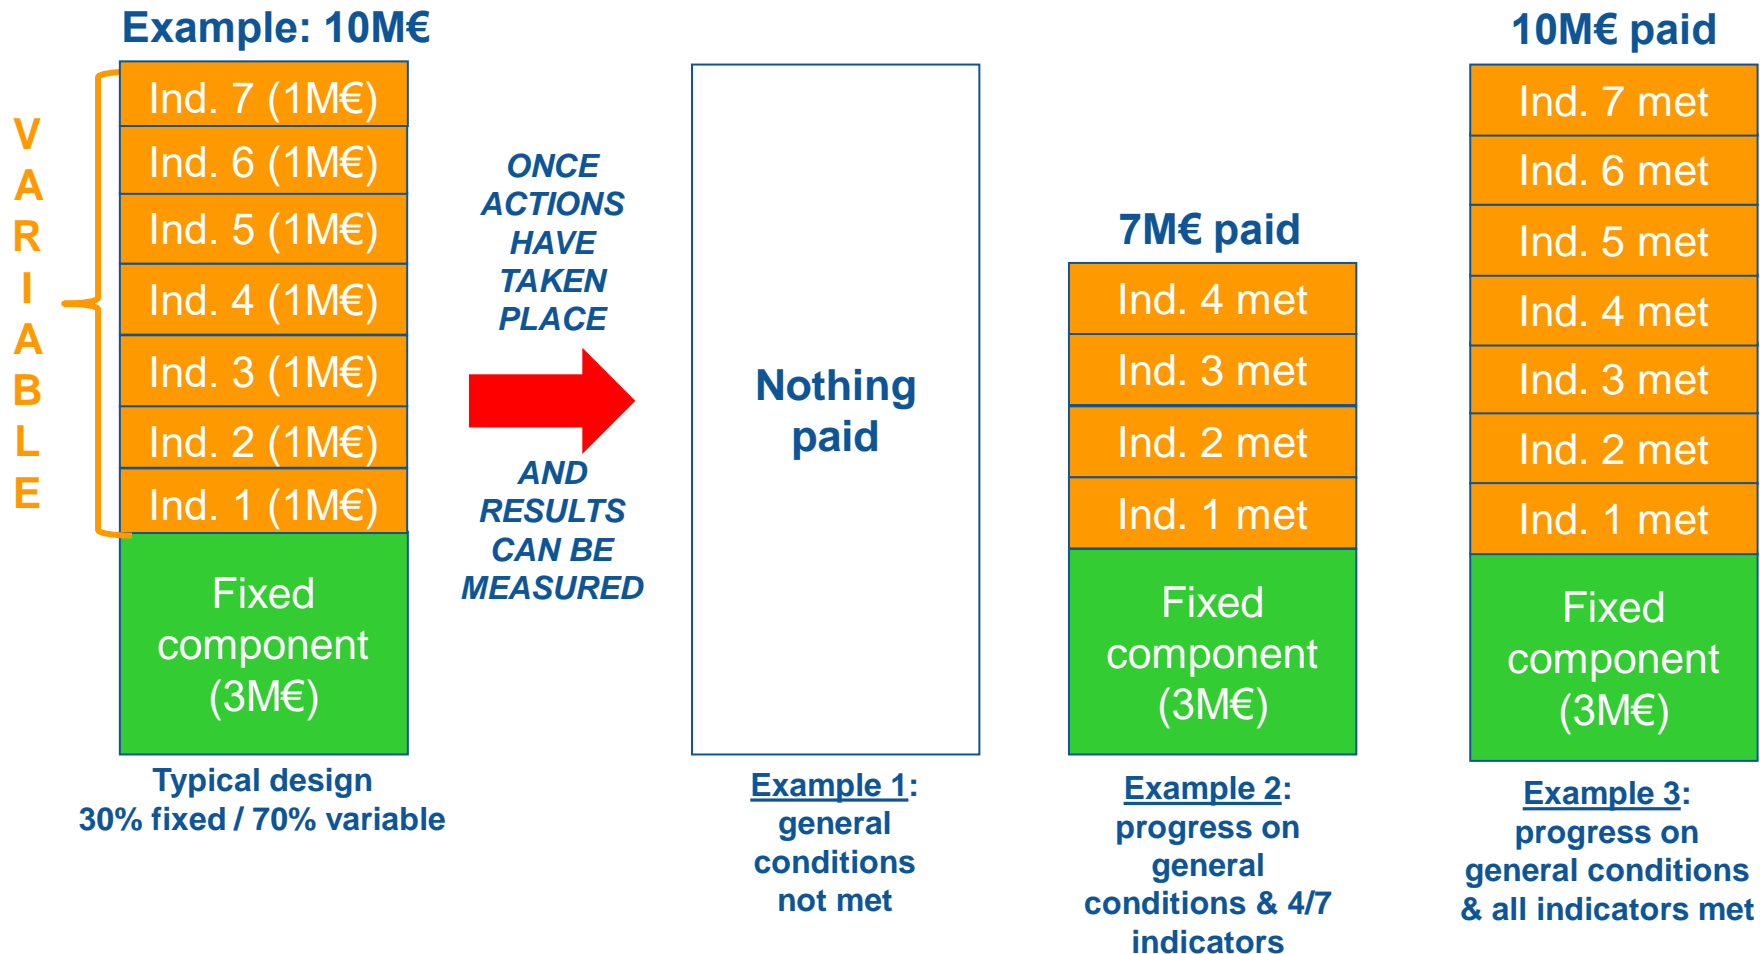 Example: 10M€
V
A
R
I
A
B
L
E
Ind. 7 (1M€)
Ind. 6 (1M€)
Ind. 5 (1M€)
Ind. 4 (1M€)
Ind. 3 (1M€)
Ind. 2 (1M€)
Ind. 1 (1M€)
Fixed
component
(3M€)
Typical design
30% fixed / 70% variable
ONCE
ACTIONS
HAVE
TAKEN
PLACE
AND
RESULTS
CAN BE
MEASURED
Nothing
paid
Example 1:
general
conditions
not met
7M€ paid
Ind. 4 met
Ind. 3 met
Ind. 2 met
Ind. 1 met
Fixed
component
(3M€)
Example 2:
progress on
general
conditions & 4/7
indicators
10M€ paid
Ind. 7 met
Ind. 6 met
Ind. 5 met
Ind. 4 met
Ind. 3 met
Ind. 2 met
Ind. 1 met
Fixed
component
(3M€)
Example 3:
progress on
general conditions
& all indicators met